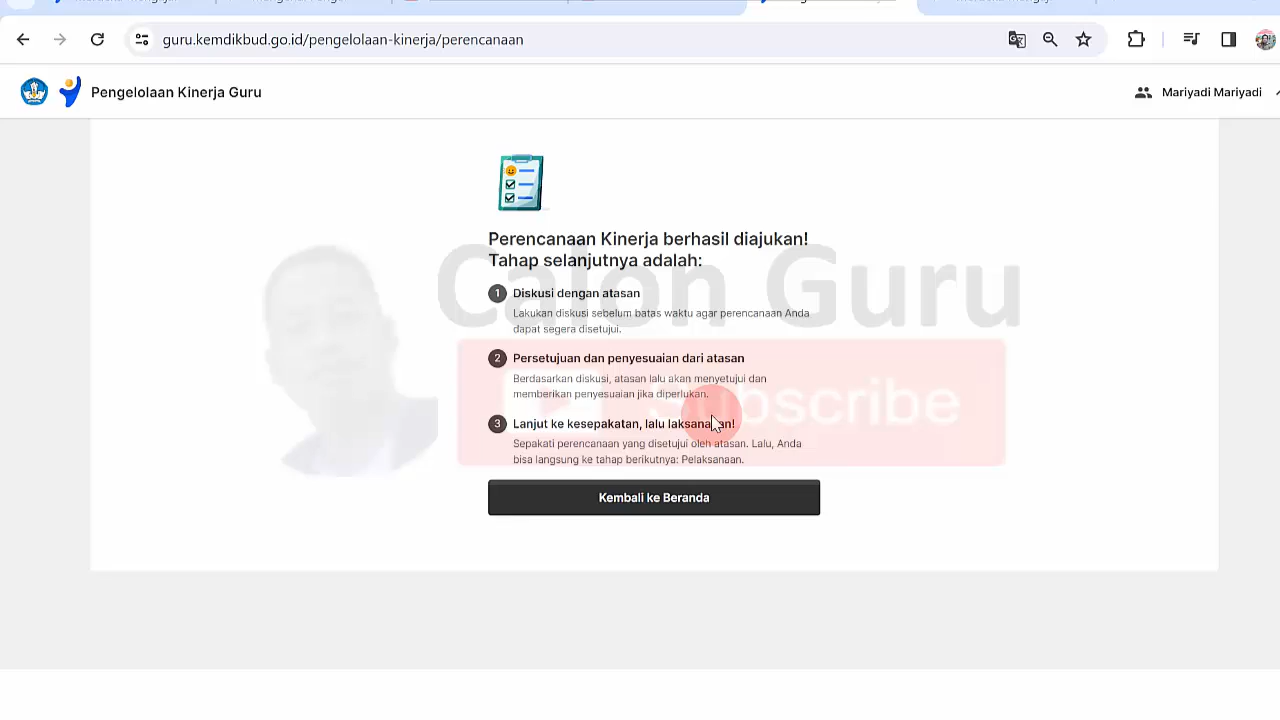 guru.kemdikbud.go.id/pengelolaan-kinerja/perencanaan
Pengelolaan Kinerja Guru
Mariyadi Mariyadi
Perencanaan Kinerja berhasil diajukan!
Tahap selanjutnya adalah:
Calon Guru
1 Diskusi dengan atasan
Lakukan diskusi sebelum batas waktu agar perencanaan Anda
dapat segera disetujui.
2 Persetujuan dan penyesuaian dari atasan
Berdasarkan diskusi, atasan lalu akan menyetujui dan
memberikan penyesuaian jika diperlukan.
Subscribe
3 Lanjut ke kesepakatan, lalu laksanakan!
Sepakati perencanaan yang disetujui oleh atasan. Lalu, Anda
bisa langsung ke tahap berikutnya: Pelaksanaan.
Kembali ke Beranda